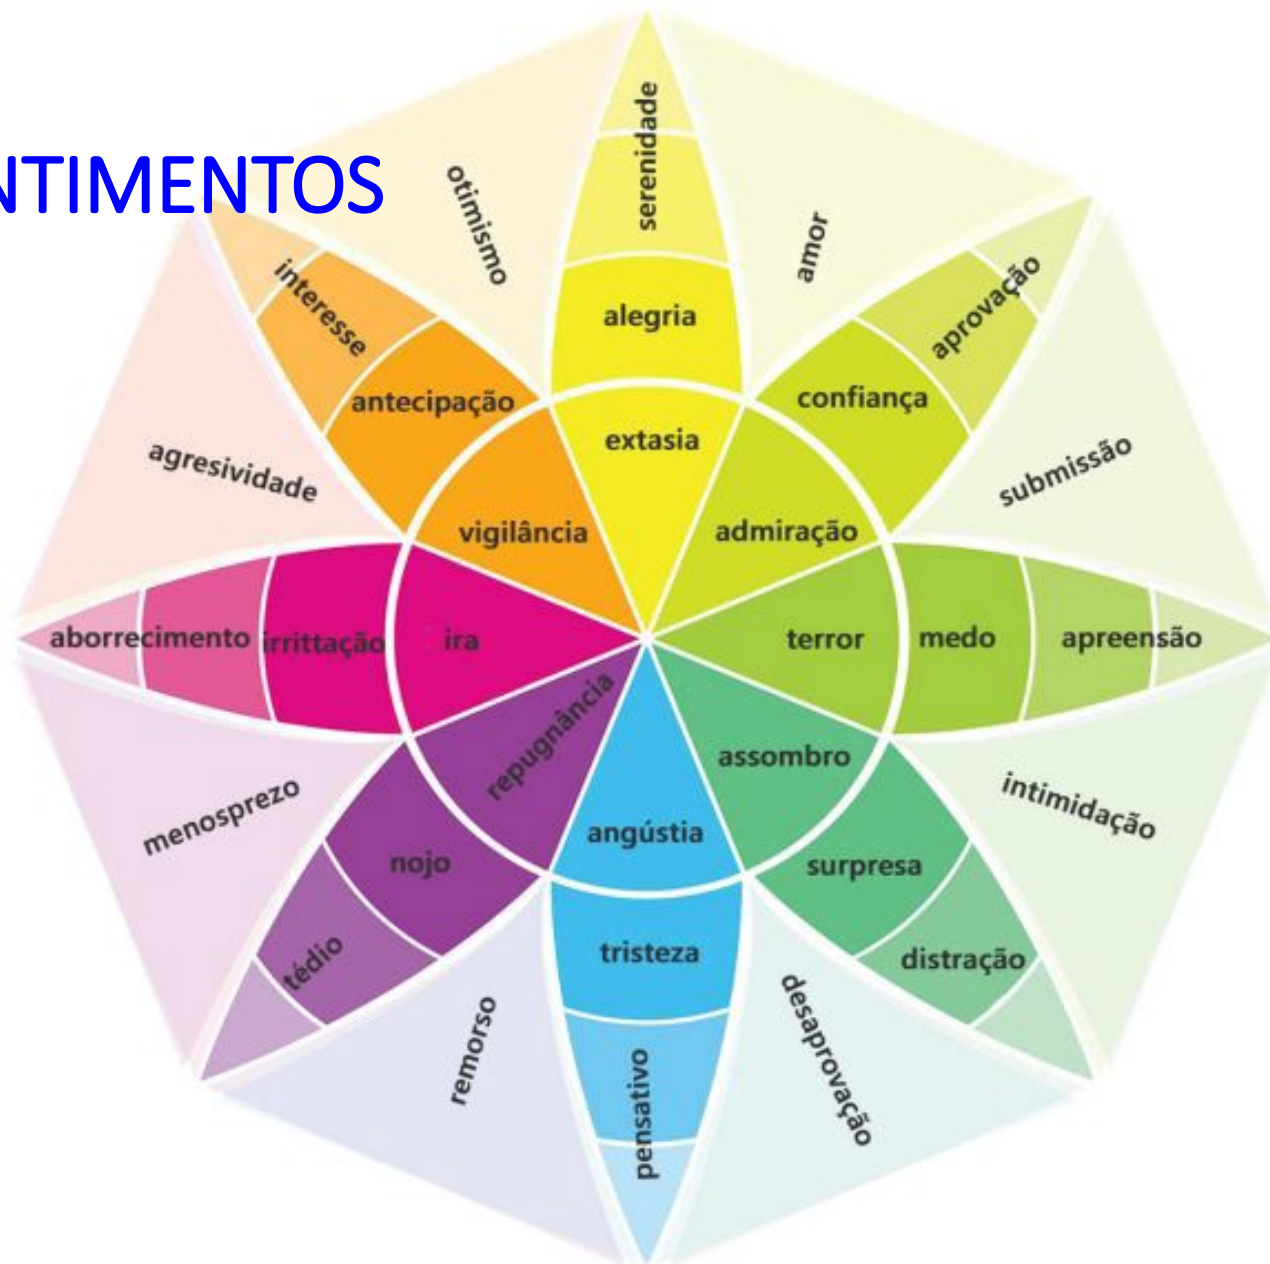 NTIMENTOS
serenidade
otimismo
amor
interesse
aprovação
alegria
antecipação
confiança
extasia
agresividade
submissão
vigilância
admiração
aborrecimento
irrittação
ira
terror
medo
apreensão
repugnância
assombro
menosprezo
intimidação
angústia
nojo
surpresa
tédio
tristeza
distração
remorso
desaprovação
pensativo